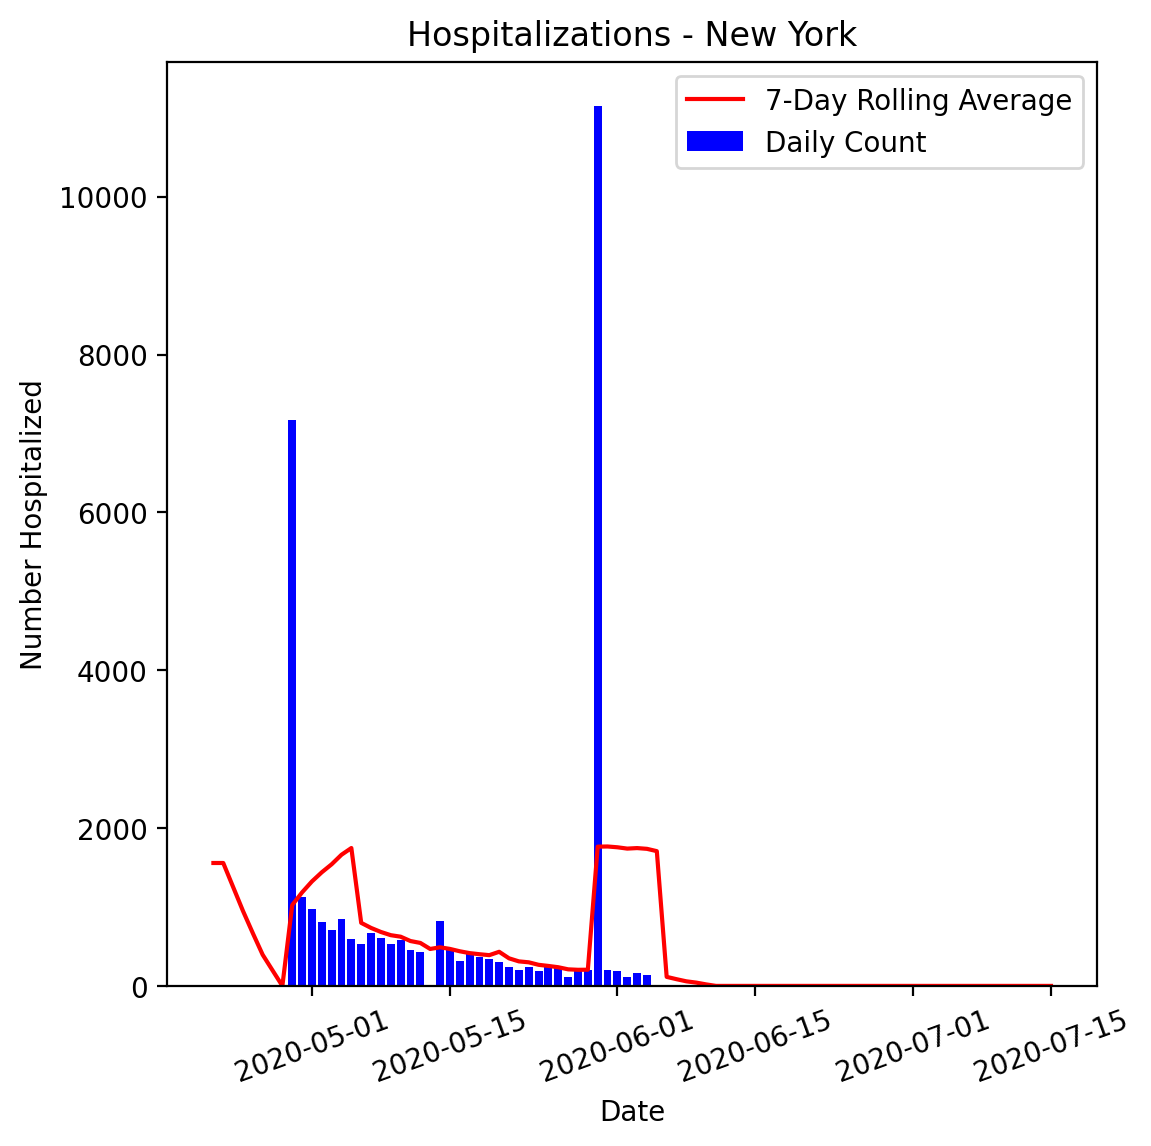 Hospitalizations - New York
7-Day Rolling Average
Daily Count
10000
8000
6000
4000
2000
0
Number Hospitalized
2020-05-01
2020-05-15
2020-06-01
2020-06-15
2020-07-01
2020-07-15
Date